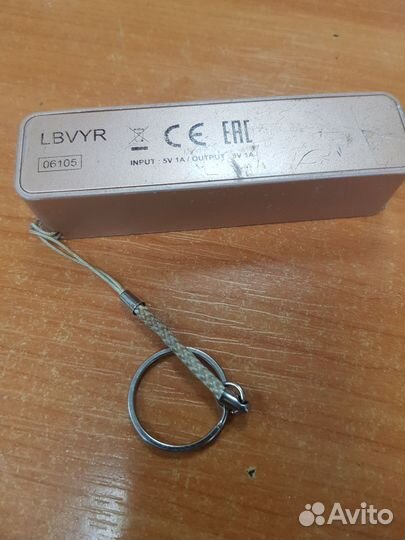 LBVYR CE EAC
06105 INPUT : 5V 1A / OUTPUT : 5V 1A
Avito